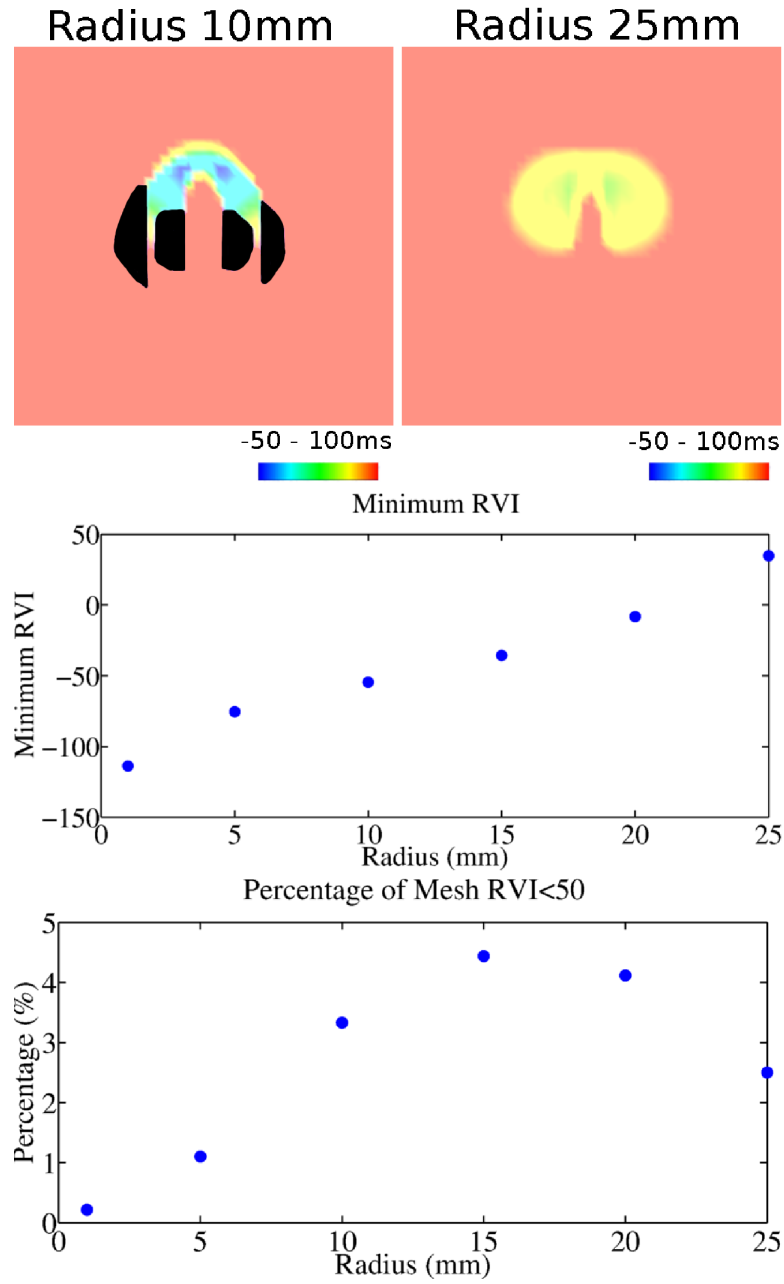 Radius 10mm Radius 25mm
-50 - 100ms -50 - 100ms
Minimum RVI
50
0
−50
−100
−150
Minimum RVI
0 5 10 15 20 25
Radius (mm)
Percentage of Mesh RVI<50
5
4
3
2
1
0
Percentage (%)
0 5 10 15 20 25
Radius (mm)